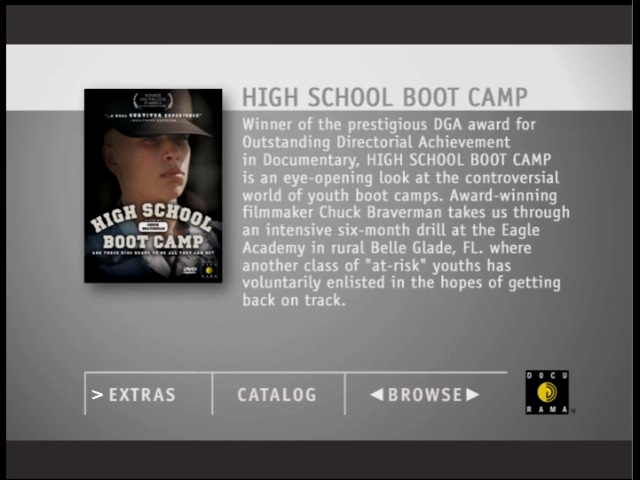 HIGH SCHOOL BOOT CAMP
Winner of the prestigious DGA award for
Outstanding Directorial Achievement
in Documentary, HIGH SCHOOL BOOT CAMP
is an eye-opening look at the controversial
world of youth boot camps. Award-winning
filmmaker Chuck Braverman takes us through
an intensive six-month drill at the Eagle
Academy in rural Belle Glade, FL. where
another class of "at-risk" youths has
voluntarily enlisted in the hopes of getting
back on track.
WINNER
"...A REAL SURVIVOR EXPERIENCE"
HIGH SCHOOL
CHUCK
BRAVERMAN
BOOT CAMP
ARE THESE KIDS READY TO BE ALL THEY CAN BE?
DVD
>EXTRAS
CATALOG
◀BROWSE▶
DOCU
RAMA®